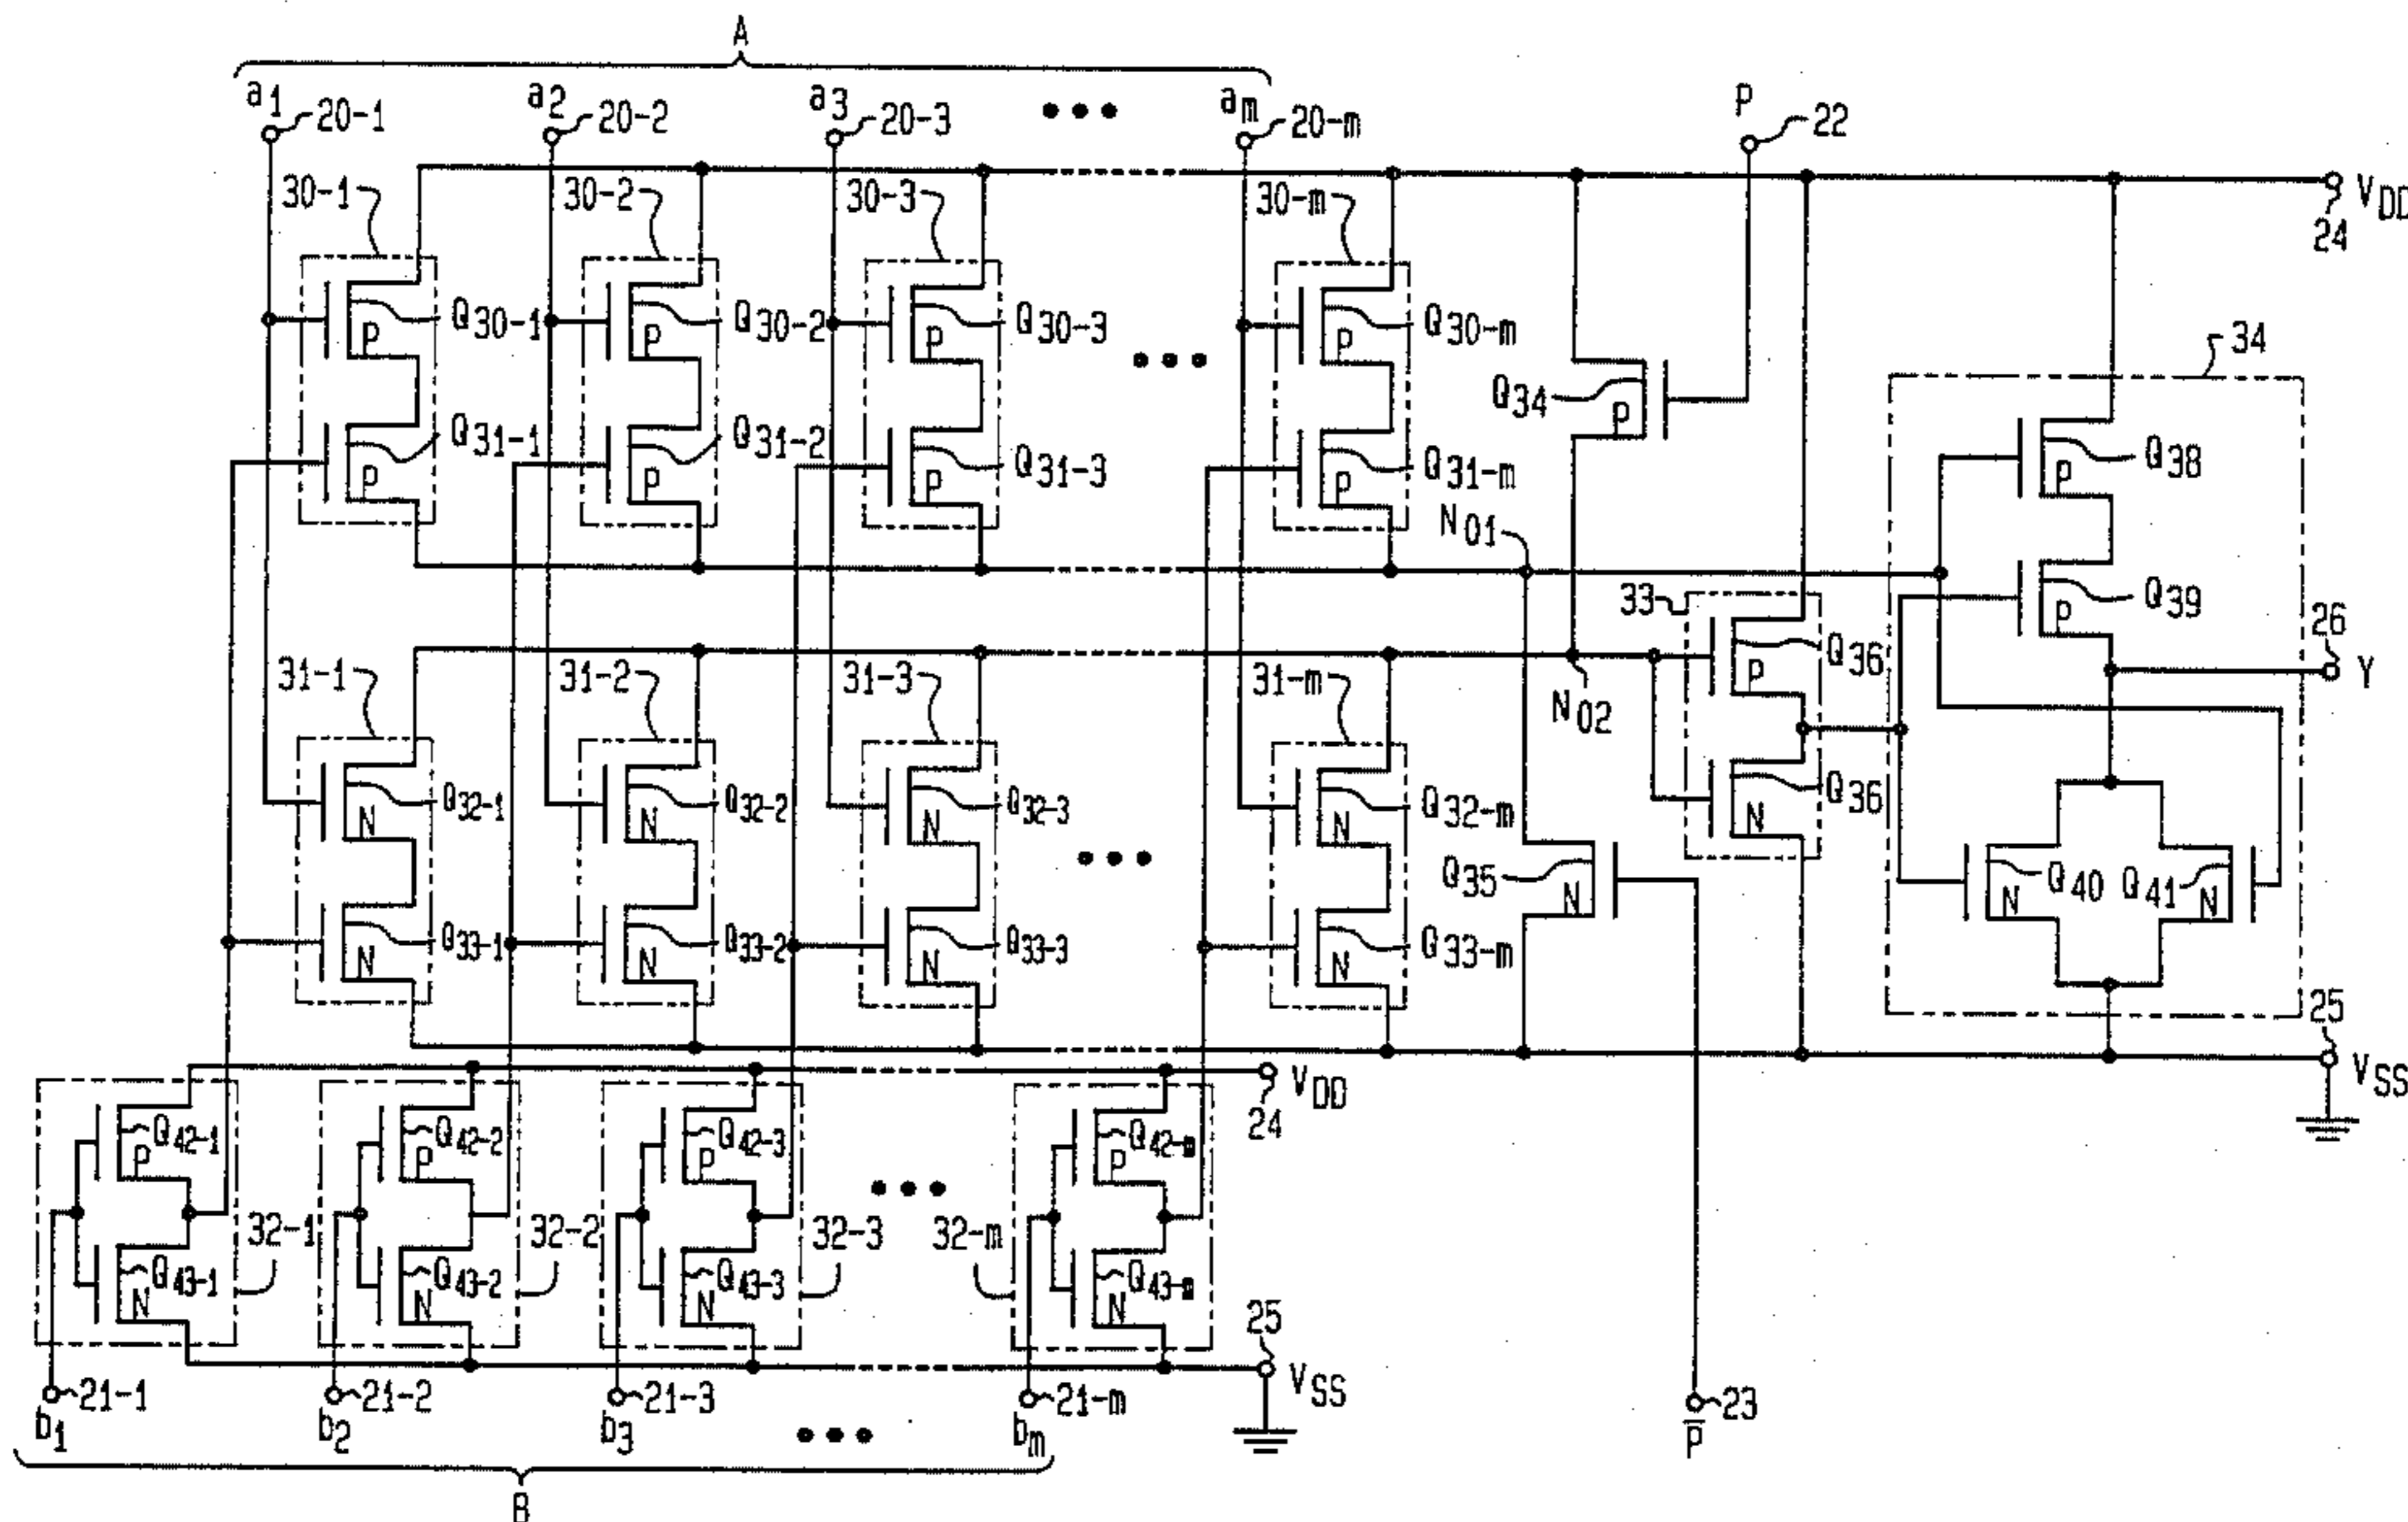 A
a1 a2 a3 ••• am P
20-1 20-2 20-3 20-m 22
30-1 30-2 30-3 30-m VDD
24
34
P Q30-1 P Q30-2 P Q30-3 ••• P Q30-m
Q34 P
P Q31-1 P Q31-2 P Q31-3 P Q31-m
P Q38
N01
P Q39
33
26
Y
31-1 31-2 31-3 31-m
P Q36
N02
N Q32-1 N Q32-2 N Q32-3 ••• N Q32-m
N Q36
Q35 N
N Q40 Q41 N
N Q33-1 N Q33-2 N Q33-3 N Q33-m
25
VSS
VDD
24
Q42-1 P Q42-2 P Q42-3 P ••• Q42-m P
32-1 32-2 32-3 32-m
Q43-1 N Q43-2 N Q43-3 N Q43-m N
25
VSS
21-1 21-2 21-3 21-m 23
b1 b2 b3 ••• bm P̅
B